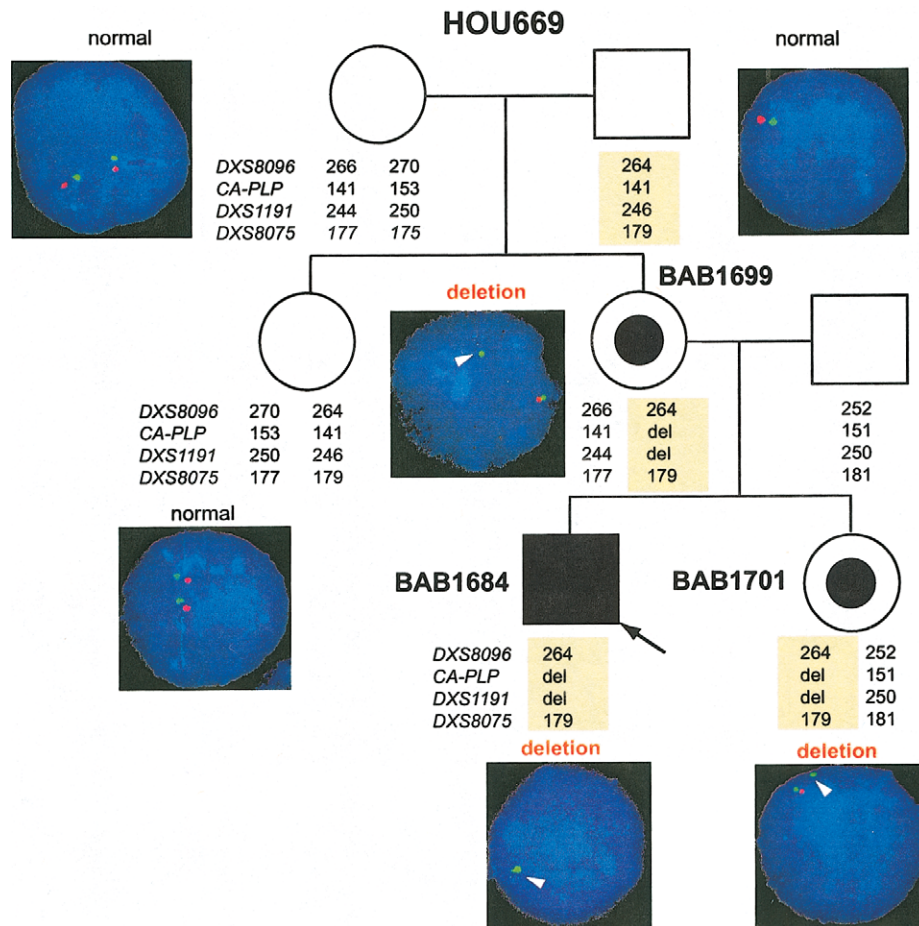 HOU669
normal
normal
DXS8096 266 270 264
CA-PLP 141 153 141
DXS1191 244 250 246
DXS8075 177 175 179
BAB1699
deletion
DXS8096 270 264 266 264 252
CA-PLP 153 141 141 del 151
DXS1191 250 246 244 del 250
DXS8075 177 179 177 179 181
normal
BAB1684
BAB1701
DXS8096 264 264 252
CA-PLP del del 151
DXS1191 del del 250
DXS8075 179 179 181
deletion
deletion